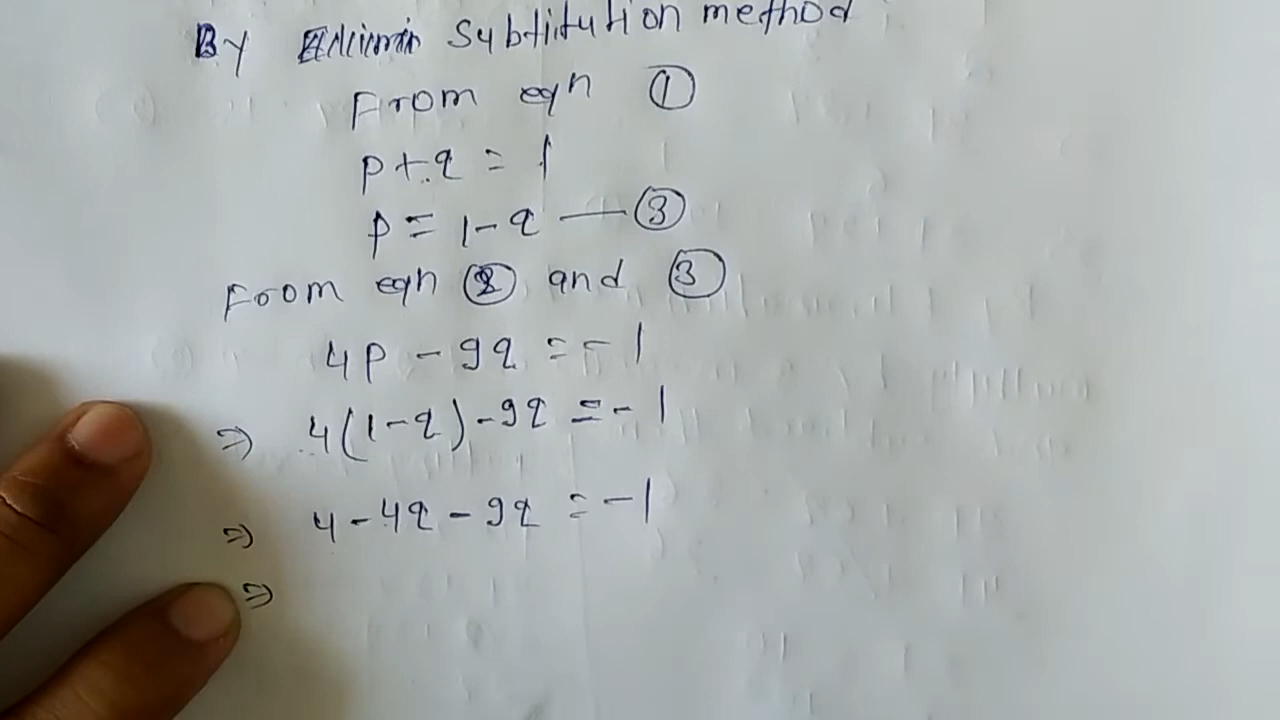 By Substitution method
From eqn ①
p+q = 1
p = 1-q — ③
From eqn ② and ③
4p - 9q = -1
⇒ 4(1-q)-9q = -1
⇒ 4-4q-9q = -1
⇒